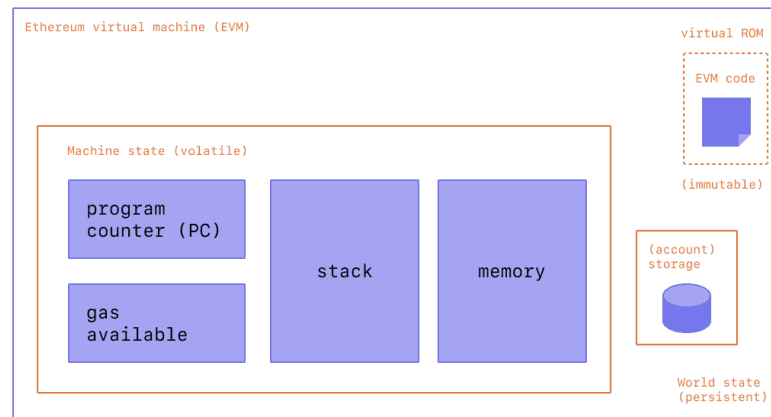 Ethereum virtual machine (EVM)
virtual ROM
EVM code
(immutable)
Machine state (volatile)
program
counter (PC)
gas
available
stack
memory
(account)
storage
World state
(persistent)